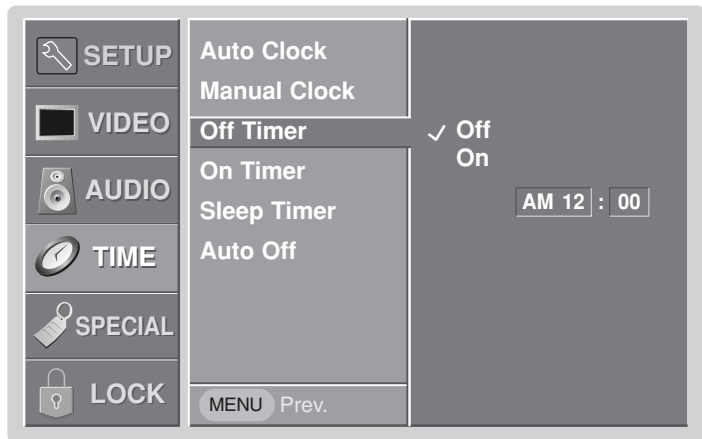 SETUP
VIDEO
AUDIO
TIME
SPECIAL
LOCK
Auto Clock
Manual Clock
Off Timer
On Timer
Sleep Timer
Auto Off
MENU Prev.
Off
On
AM 12 : 00